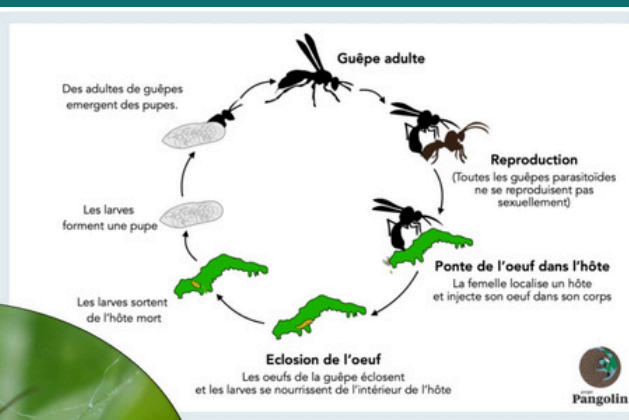 Guêpe adulte
Des adultes de guêpes
emergent des pupes.
Reproduction
(Toutes les guêpes parasitoïdes
ne se reproduisent pas
sexuellement)
Les larves
forment une pupe
Ponte de l'oeuf dans l'hôte
La femelle localise un hôte
et injecte son oeuf dans son corps
Les larves sortent
de l'hôte mort
Eclosion de l'oeuf
Les oeufs de la guêpe éclosent
et les larves se nourrissent de l'intérieur de l'hôte
Pangolin